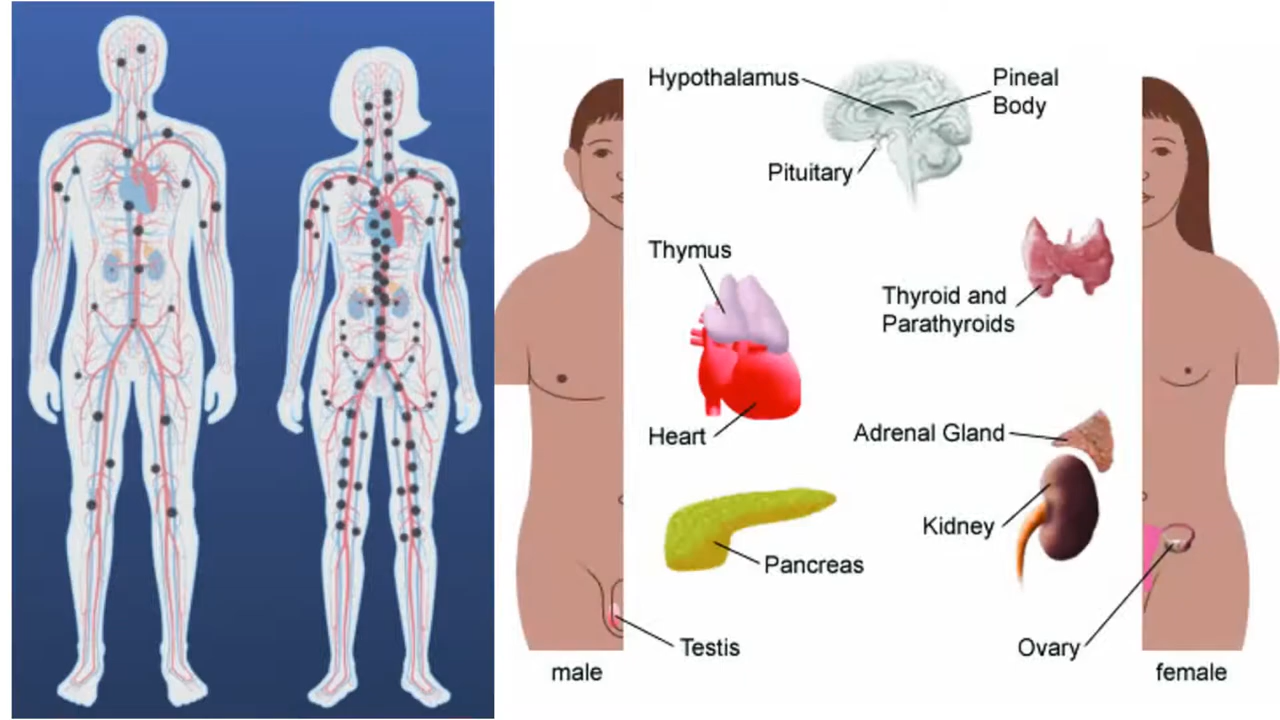 Hypothalamus
Pineal
Body
Pituitary
Thymus
Thyroid and
Parathyroids
Heart
Adrenal Gland
Kidney
Pancreas
Testis
Ovary
male
female